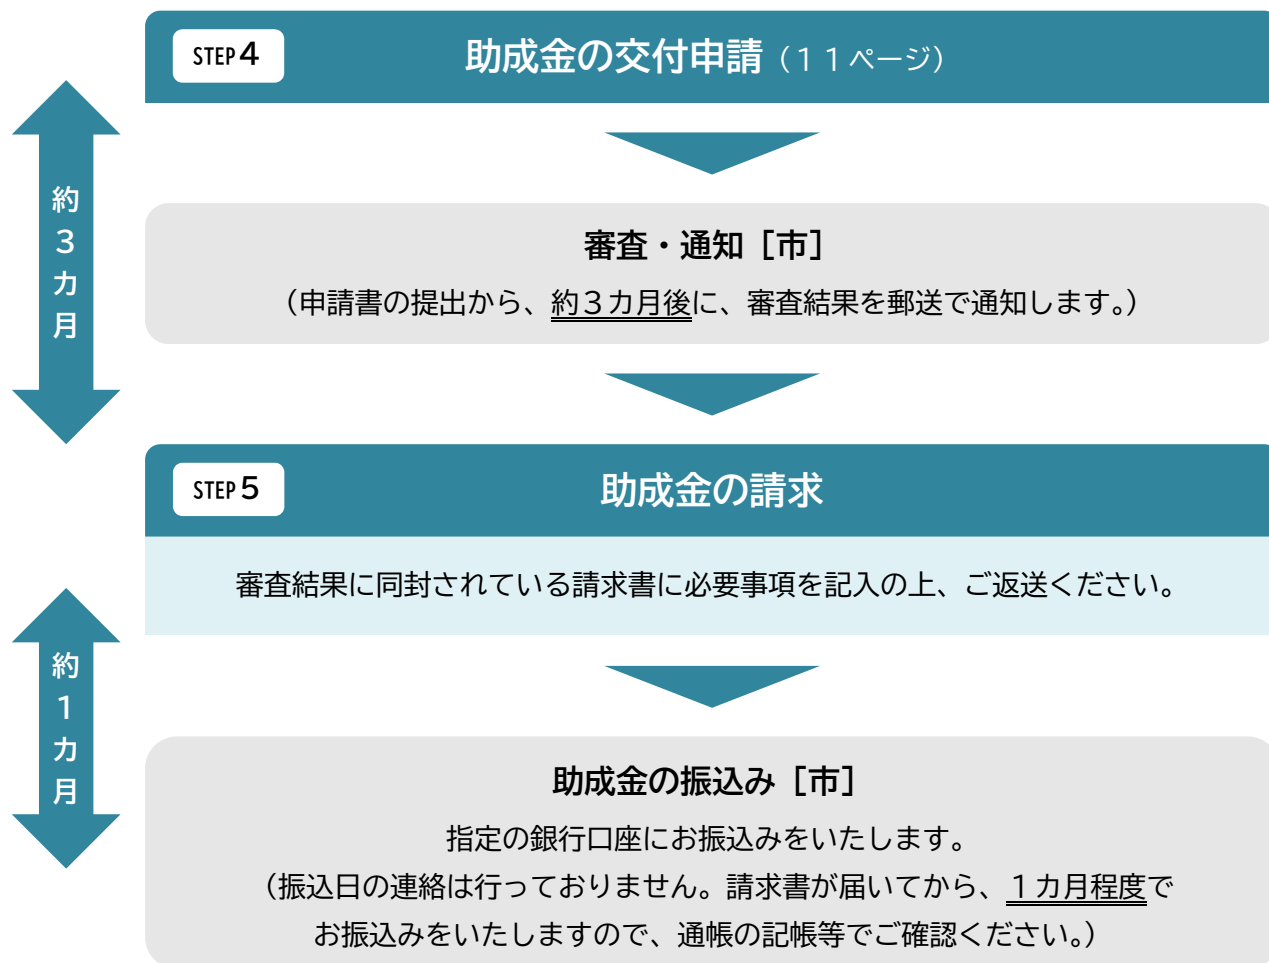 STEP 4
助成金の交付申請（１１ページ）
約３カ月
審査・通知［市］
（申請書の提出から、約３カ月後に、審査結果を郵送で通知します。）
STEP 5
助成金の請求
審査結果に同封されている請求書に必要事項を記入の上、ご返送ください。
約１カ月
助成金の振込み［市］
指定の銀行口座にお振込みをいたします。
（振込日の連絡は行っておりません。請求書が届いてから、１カ月程度で
お振込みをいたしますので、通帳の記帳等でご確認ください。）